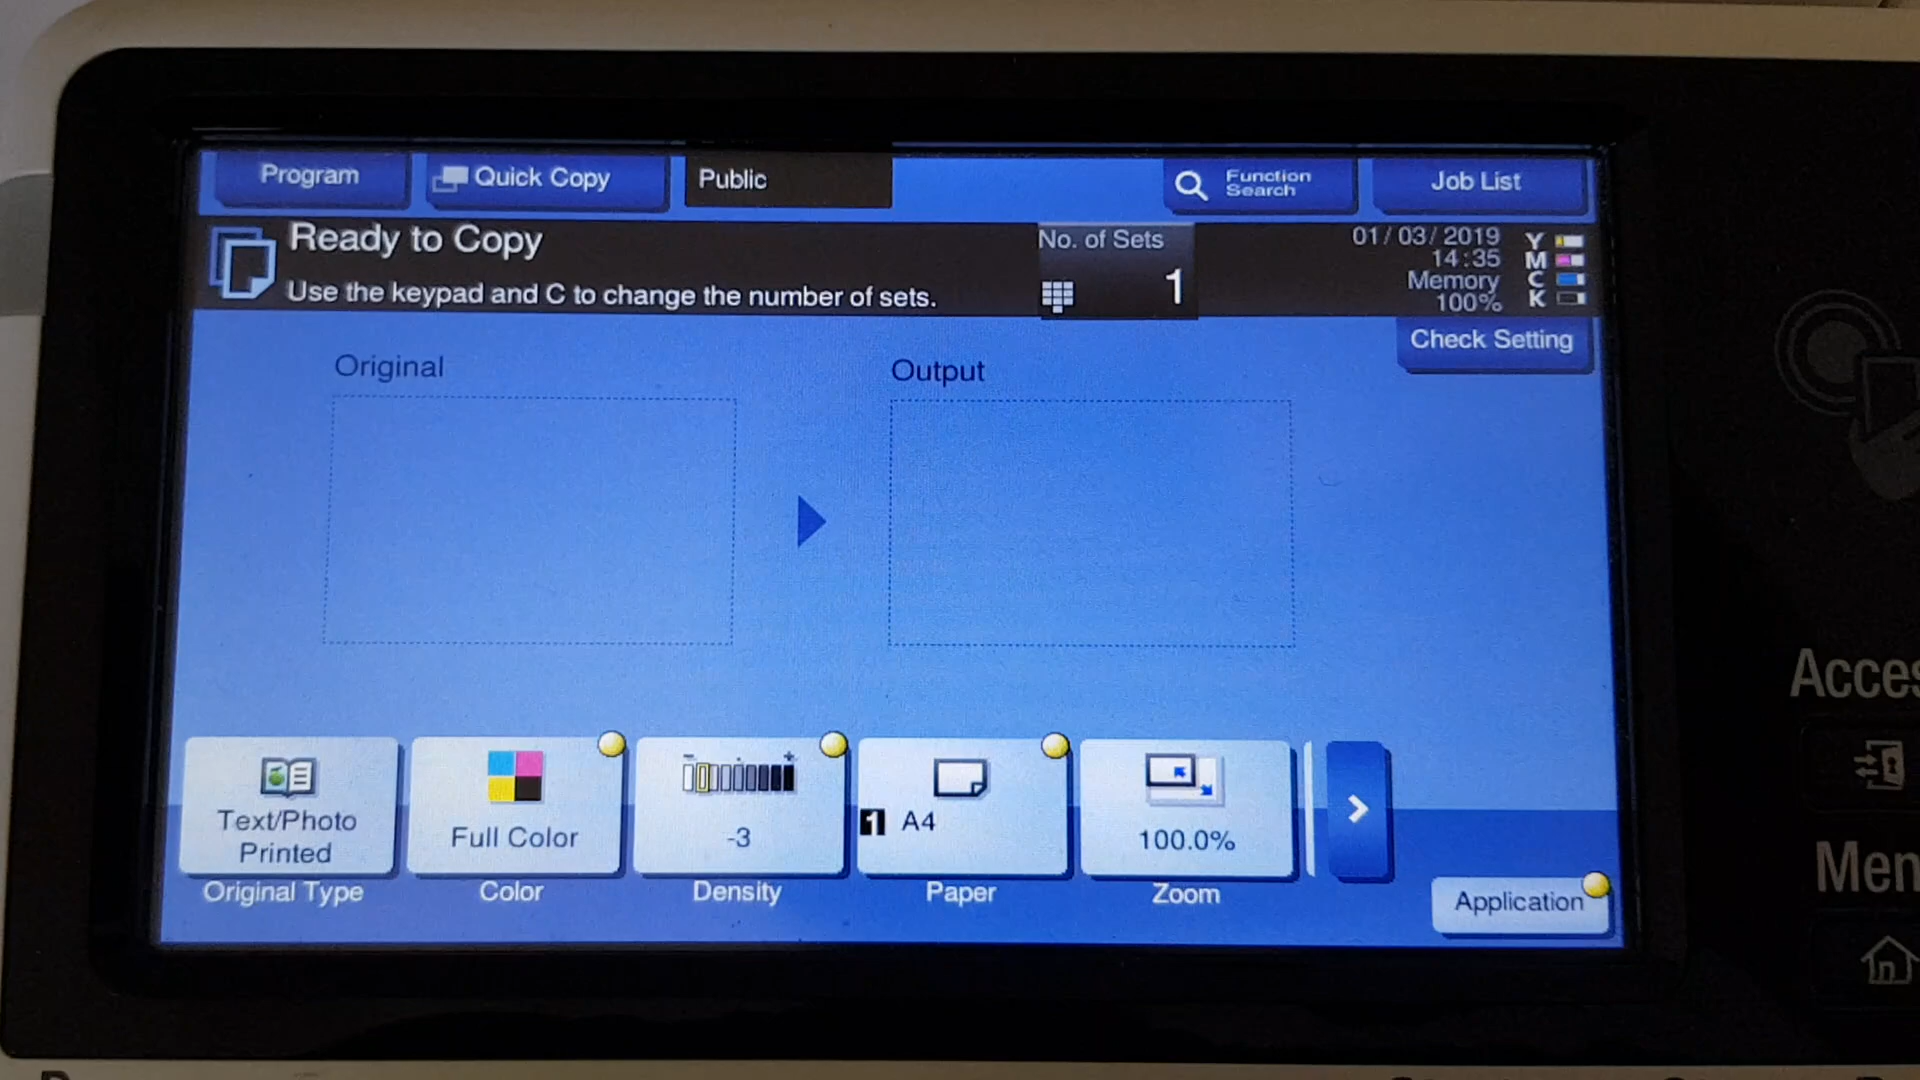 Program
Quick Copy
Public
Function
Search
Job List
Ready to Copy
Use the keypad and C to change the number of sets.
No. of Sets
1
01/03/2019
14:35
Memory
100%
Y
M
C
K
Check Setting
Original
Output
Text/Photo
Printed
Original Type
Full Color
Color
- +
-3
Density
1 A4
Paper
100.0%
Zoom
Application
Acces
Men